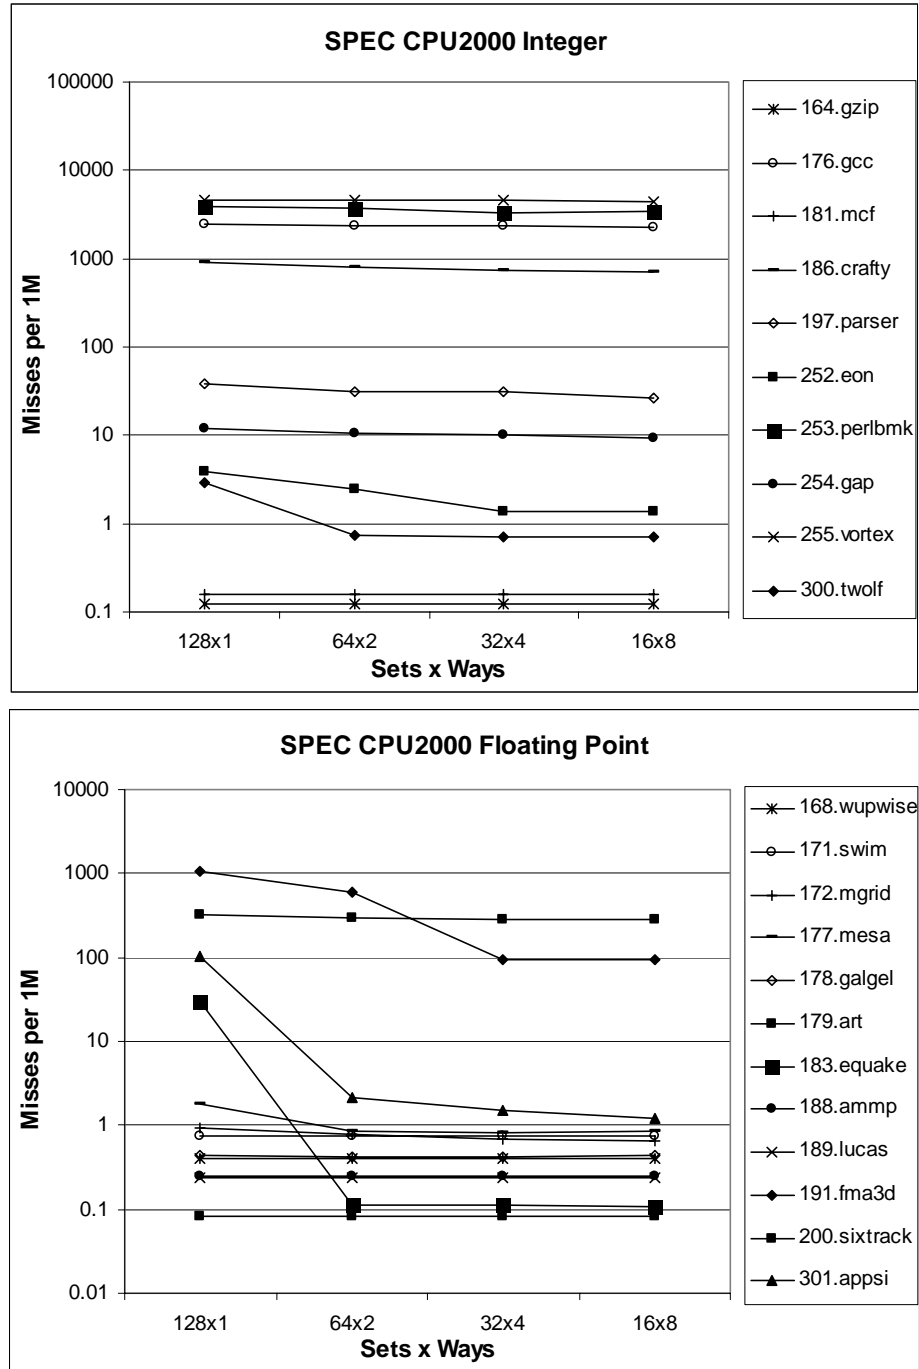 SPEC CPU2000 Integer
Misses per 1M
100000
10000
1000
100
10
1
0.1
128x1
64x2
32x4
16x8
Sets x Ways
164.gzip
176.gcc
181.mcf
186.crafty
197.parser
252.eon
253.perlbmk
254.gap
255.vortex
300.twolf
SPEC CPU2000 Floating Point
Misses per 1M
10000
1000
100
10
1
0.1
0.01
128x1
64x2
32x4
16x8
Sets x Ways
168.wupwise
171.swim
172.mgrid
177.mesa
178.galgel
179.art
183.equake
188.ammp
189.lucas
191.fma3d
200.sixtrack
301.appsi